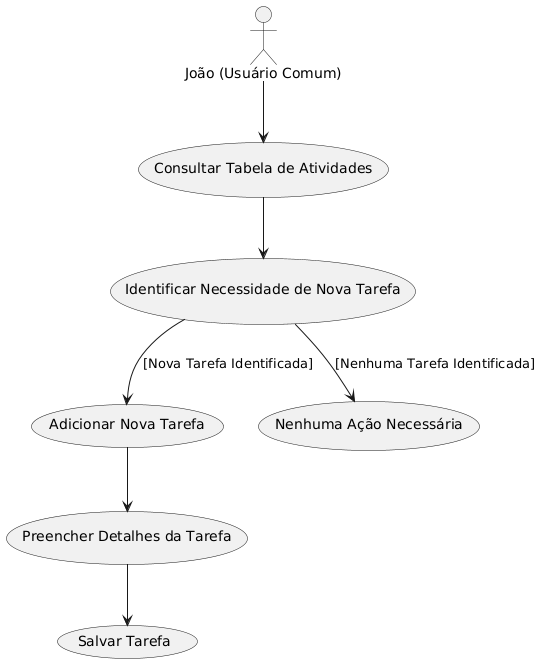 João (Usuário Comum)
Consultar Tabela de Atividades
Identificar Necessidade de Nova Tarefa
[Nova Tarefa Identificada]
[Nenhuma Tarefa Identificada]
Adicionar Nova Tarefa
Nenhuma Ação Necessária
Preencher Detalhes da Tarefa
Salvar Tarefa